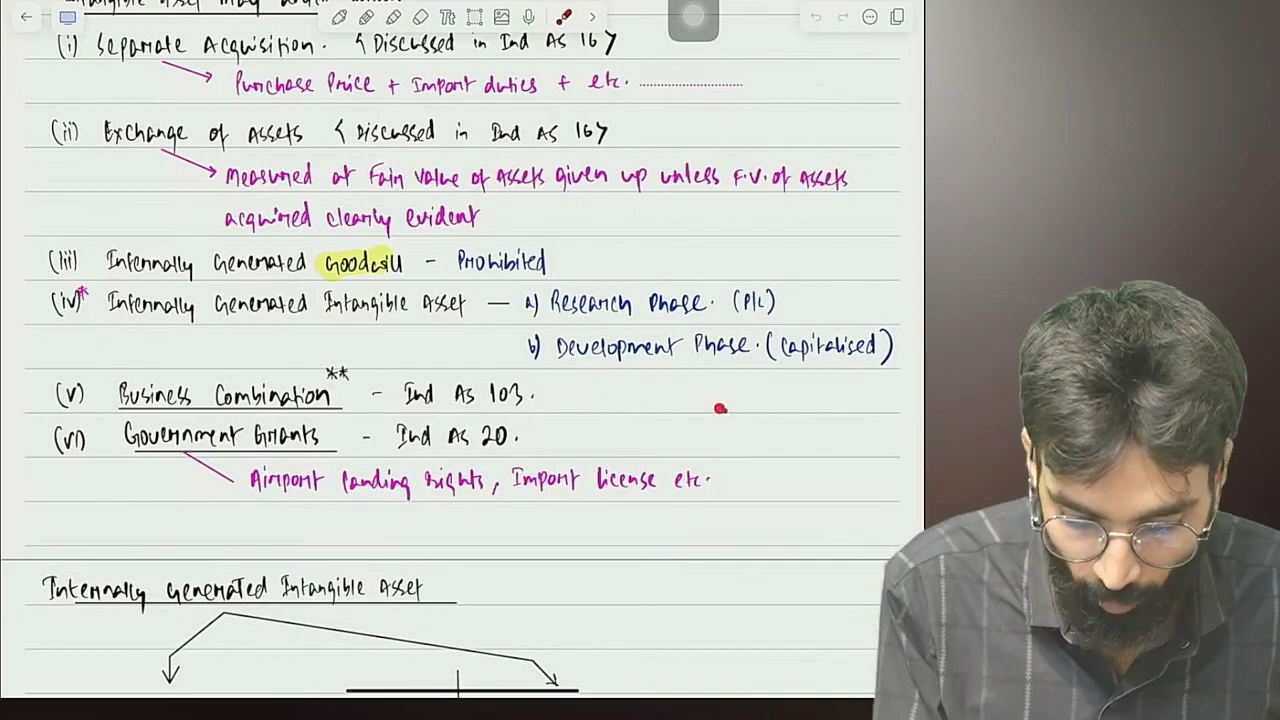 (i) Separate Acquisition. {Discussed in Ind As 16}
Purchase Price + Import duties + etc.
(ii) Exchange of Assets {Discussed in Ind As 16}
Measured at Fair value of Assets given up unless F.V. of Assets
acquired clearly evident
(iii) Internally Generated Goodwill - Prohibited
(iv)* Internally Generated Intangible Asset — a) Research Phase. (P/L)
b) Development Phase. (Capitalised)
(v) Business Combination** - Ind As 103.
(vi) Government Grants - Ind As 20.
Airport landing rights, Import license etc.
Internally Generated Intangible Asset